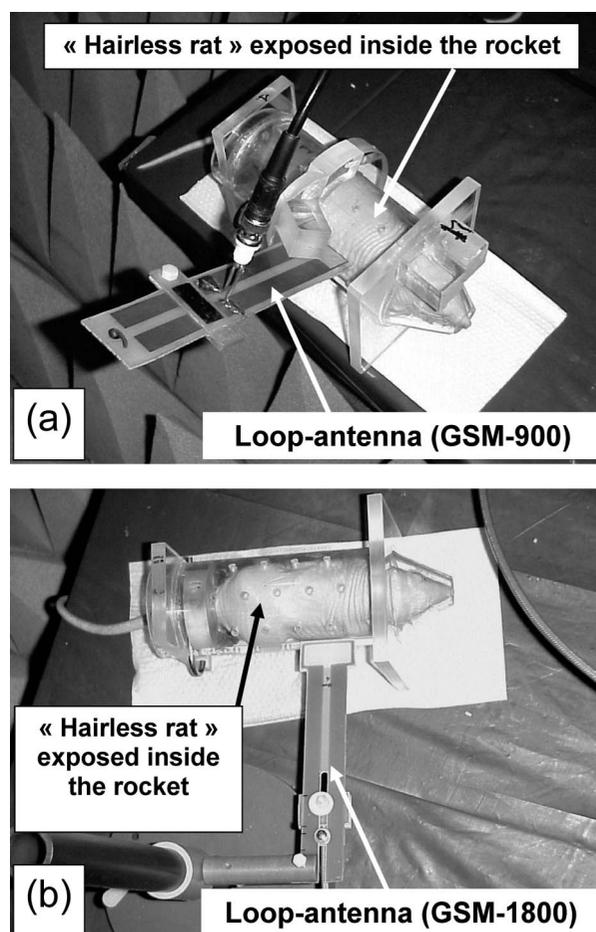 « Hairless rat » exposed inside the rocket
(a)
Loop-antenna (GSM-900)
« Hairless rat »
exposed inside
the rocket
(b)
Loop-antenna (GSM-1800)